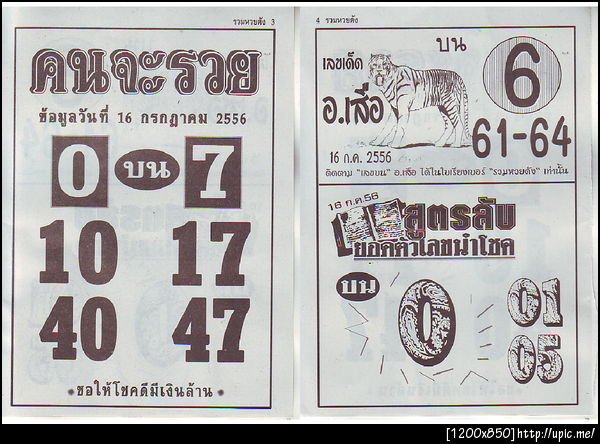 รวมหวยดัง 3
คนจะรวย
ข้อมูลวันที่ 16 กรกฎาคม 2556
0 บน 7
10 17
40 47
ขอให้โชคดีมีเงินล้าน
4 รวมหวยดัง
เลขเด็ด บน 6
อ.เสือ
61-64
16 ก.ค. 2556
ติดตาม "เลขบน" อ.เสือ ได้ในใบเรียงเบอร์ "รวมหวยดัง" เท่านั้น
16 ก.ค.56
สูตรลับ
ยอดตัวเลขนำโชค
บน 0 01
05
[1200x850]http://upic.me/